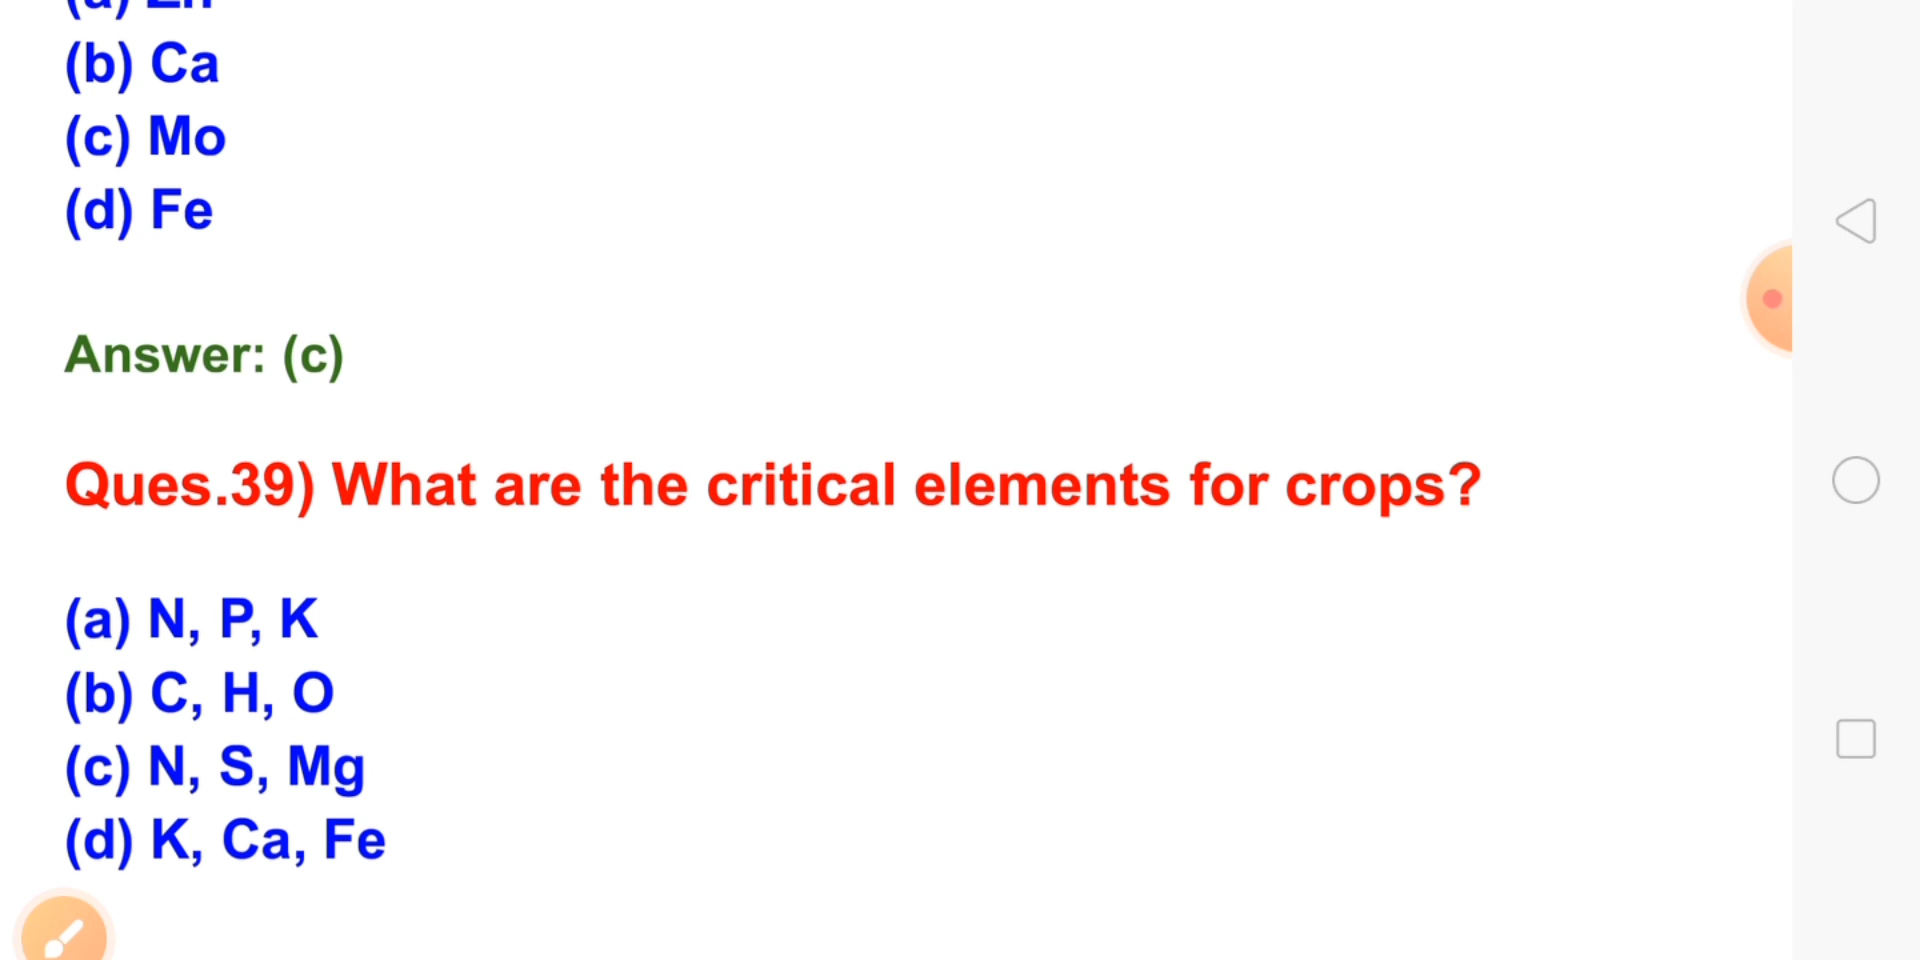 (b) Ca
(c) Mo
(d) Fe
Answer: (c)
Ques.39) What are the critical elements for crops?
(a) N, P, K
(b) C, H, O
(c) N, S, Mg
(d) K, Ca, Fe